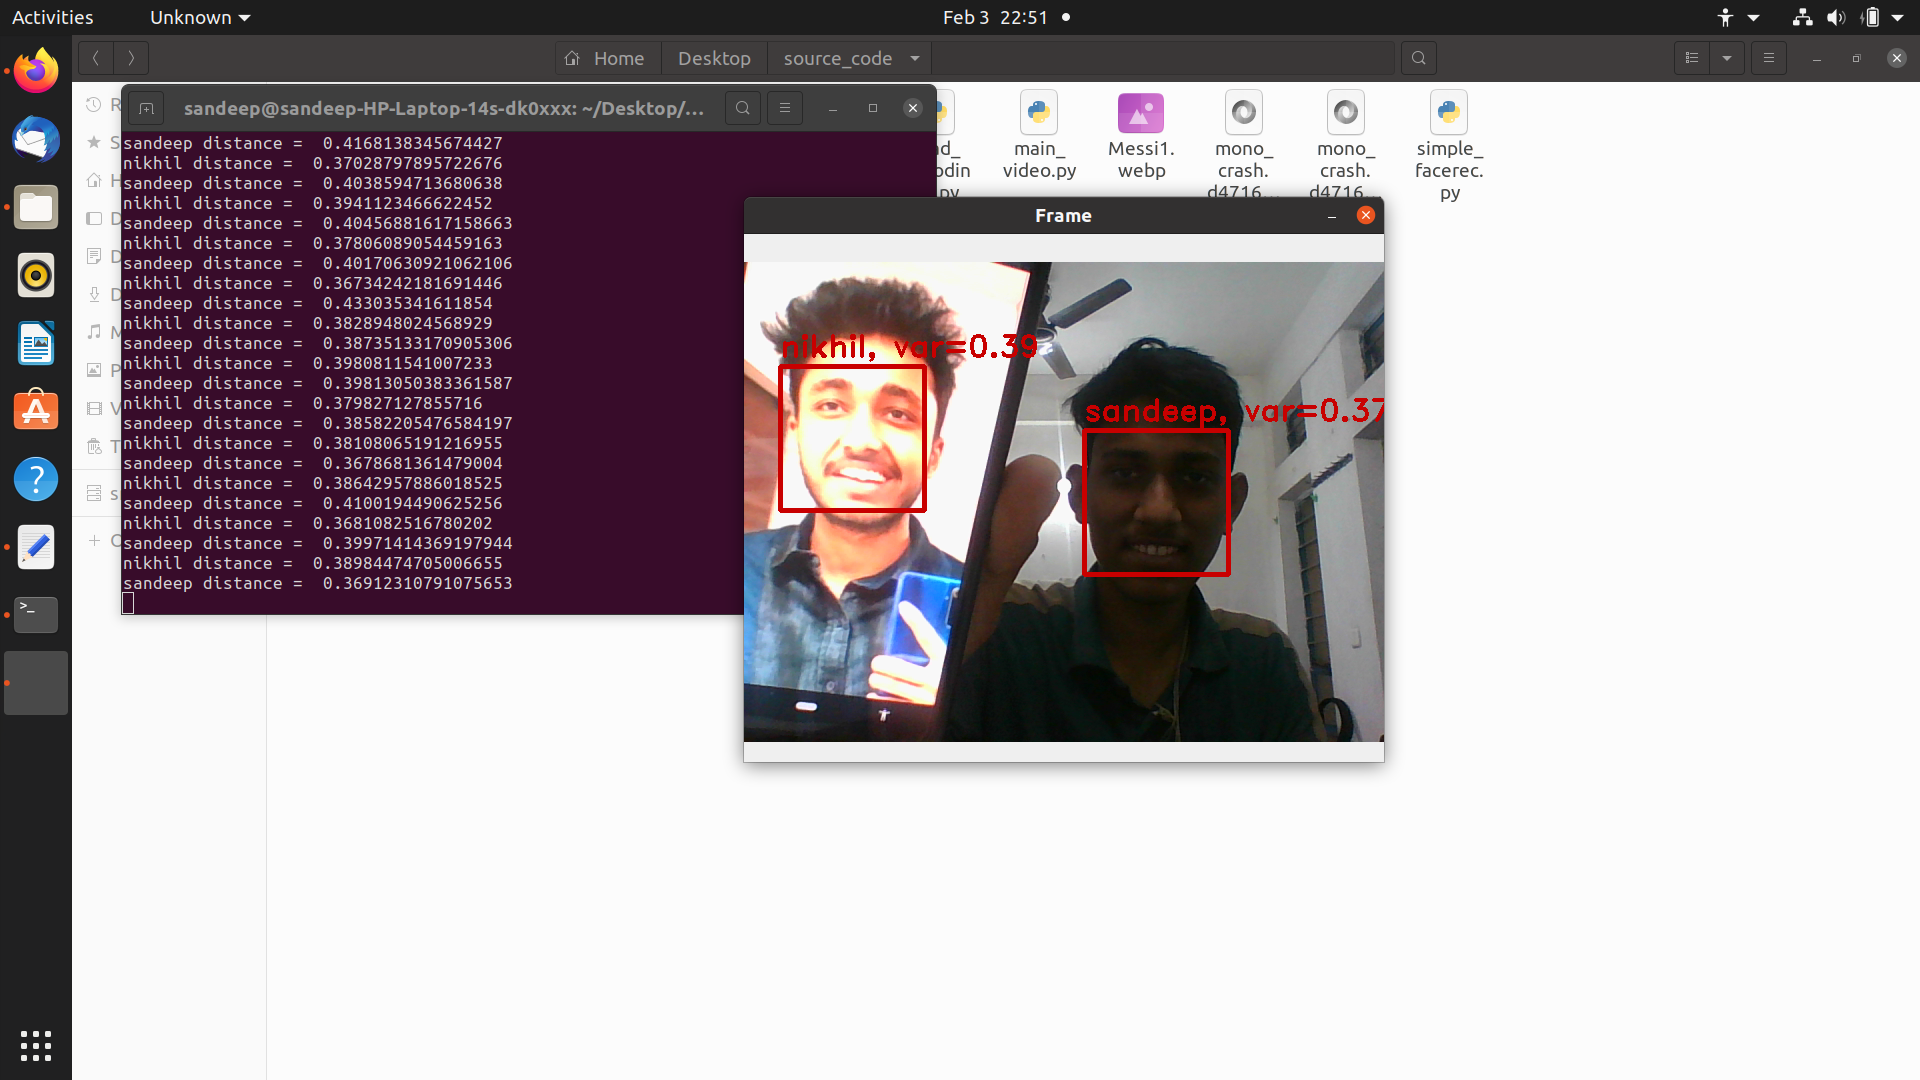 Activities
Unknown
Feb 3 22:51
Home
Desktop
source_code
sandeep@sandeep-HP-Laptop-14s-dk0xxx: ~/Desktop/...
sandeep distance =  0.4168138345674427
nikhil distance =  0.37028797895722676
sandeep distance =  0.4038594713680638
nikhil distance =  0.3941123466622452
sandeep distance =  0.40456881617158663
nikhil distance =  0.37806089054459163
sandeep distance =  0.40170630921062106
nikhil distance =  0.36734242181691446
sandeep distance =  0.433035341611854
nikhil distance =  0.3828948024568929
sandeep distance =  0.38735133170905306
nikhil distance =  0.3980811541007233
sandeep distance =  0.39813050383361587
nikhil distance =  0.379827127855716
sandeep distance =  0.38582205476584197
nikhil distance =  0.38108065191216955
sandeep distance =  0.3678681361479004
nikhil distance =  0.38642957886018525
sandeep distance =  0.41001944906252​56
nikhil distance =  0.3681082516780202
sandeep distance =  0.39971414369197944
nikhil distance =  0.38984474705006655
sandeep distance =  0.36912310791075653
main_
video.py
Messi1.
webp
mono_
crash.
d4716...
mono_
crash.
d4716...
simple_
facerec.
py
Frame
nikhil, var=0.39
sandeep, var=0.37